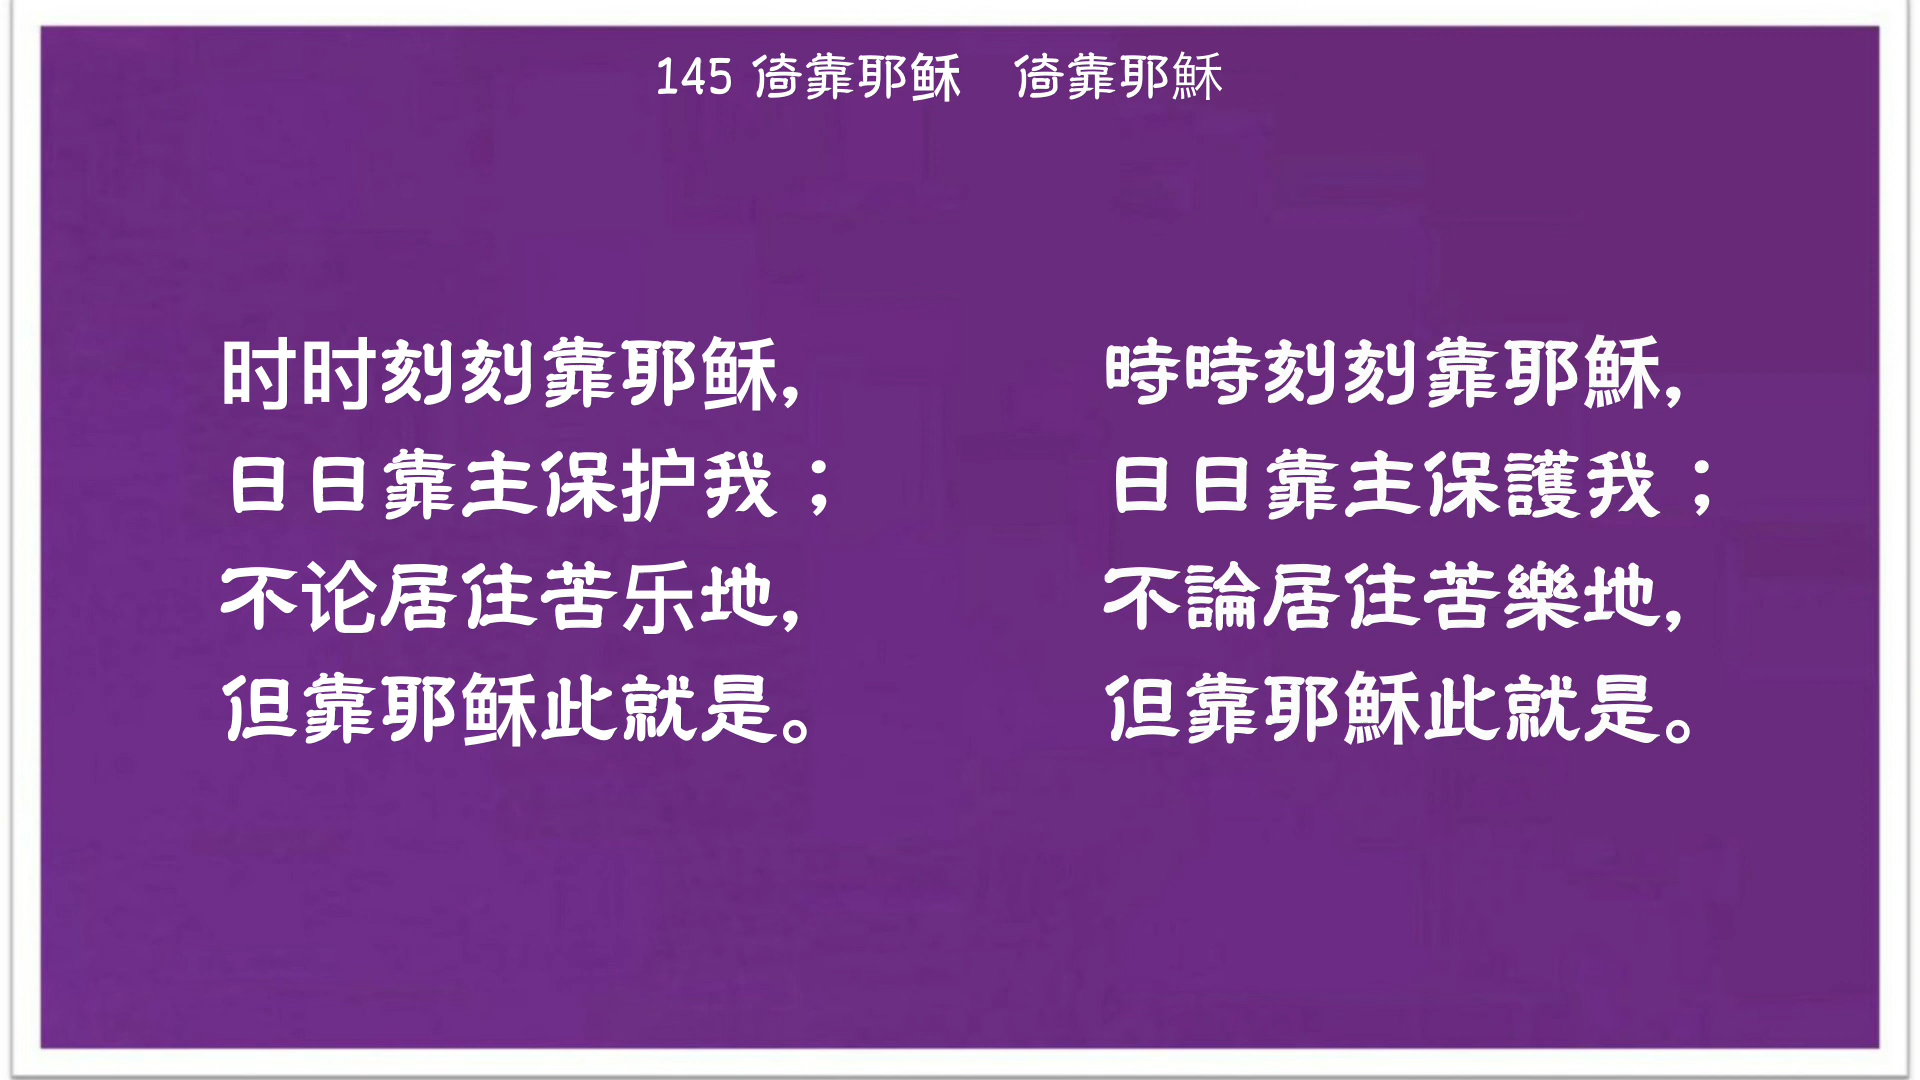 145 倚靠耶稣　倚靠耶穌
时时刻刻靠耶稣,
日日靠主保护我；
不论居住苦乐地,
但靠耶稣此就是。
時時刻刻靠耶穌,
日日靠主保護我；
不論居住苦樂地,
但靠耶穌此就是。